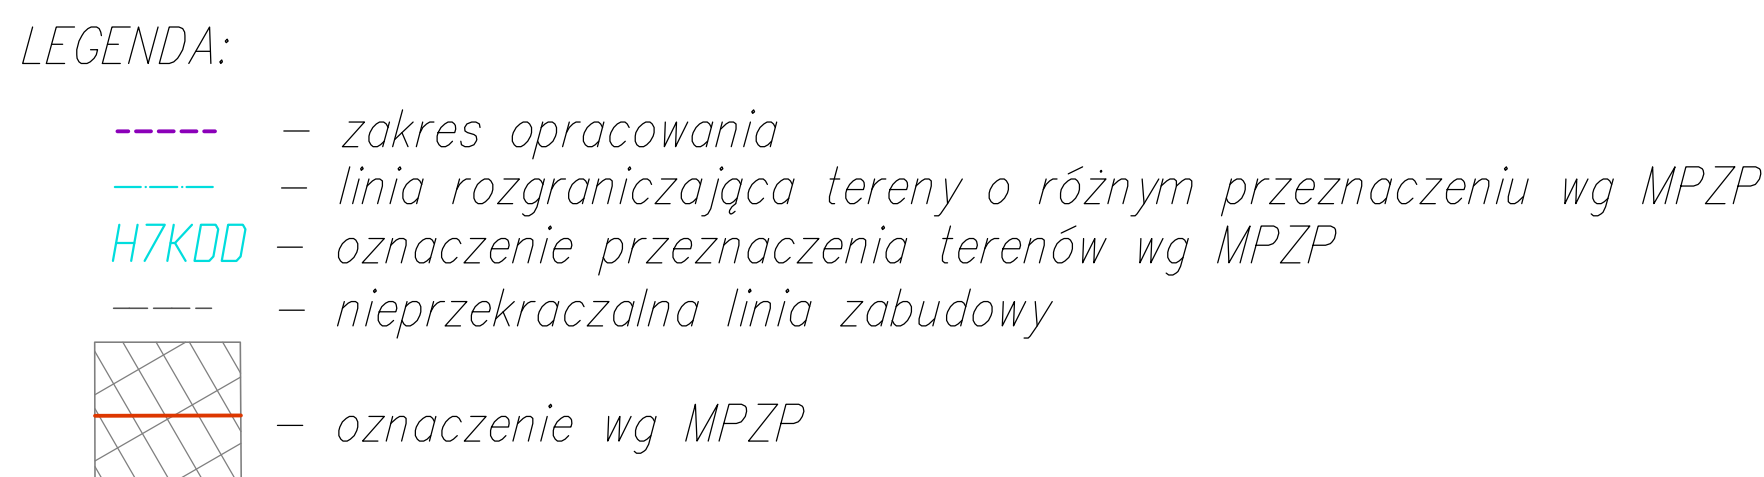 LEGENDA:
– zakres opracowania
– linia rozgraniczająca tereny o różnym przeznaczeniu wg MPZP
H7KDD – oznaczenie przeznaczenia terenów wg MPZP
– nieprzekraczalna linia zabudowy
– oznaczenie wg MPZP